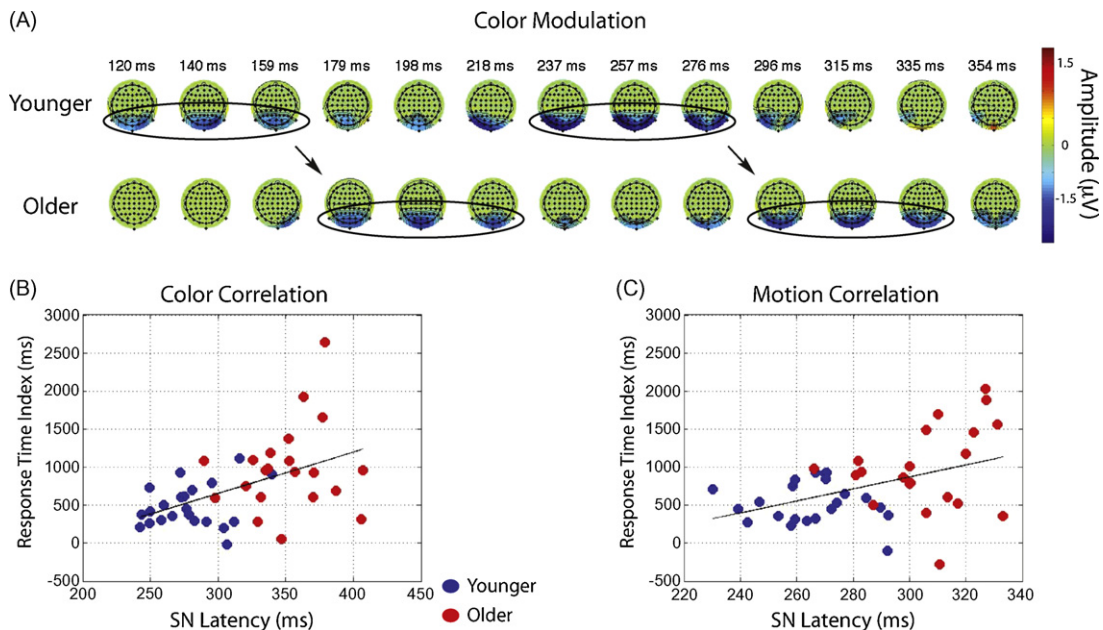 (A)
Color Modulation
120 ms 140 ms 159 ms 179 ms 198 ms 218 ms 237 ms 257 ms 276 ms 296 ms 315 ms 335 ms 354 ms
Younger
Older
1.5
0
-1.5
Amplitude (μV)
(B)
Color Correlation
3000
2500
2000
1500
1000
500
0
-500
Response Time Index (ms)
200 250 300 350 400 450
SN Latency (ms)
Younger
Older
(C)
Motion Correlation
3000
2500
2000
1500
1000
500
0
-500
Response Time Index (ms)
220 240 260 280 300 320 340
SN Latency (ms)